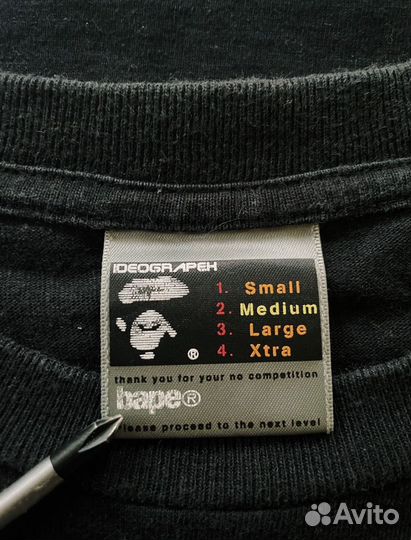 IDEOGRAPEH
1. Small
2. Medium
3. Large
4. Xtra
®
thank you for your no competition
bape®
please proceed to the next level
Avito